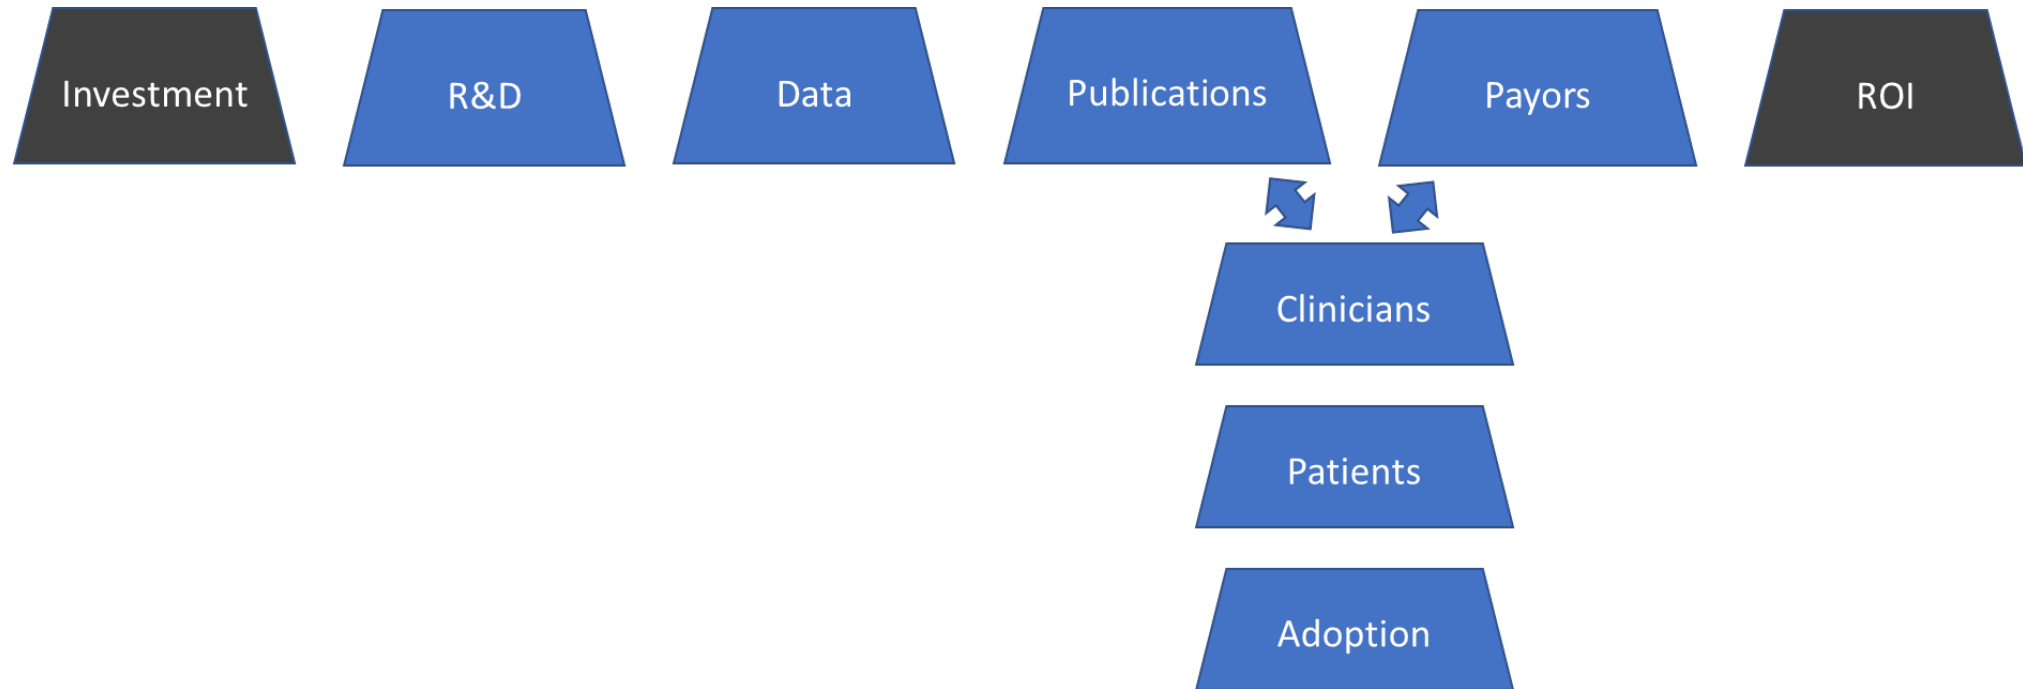 Investment
R&D
Data
Publications
Payors
ROI
Clinicians
Patients
Adoption